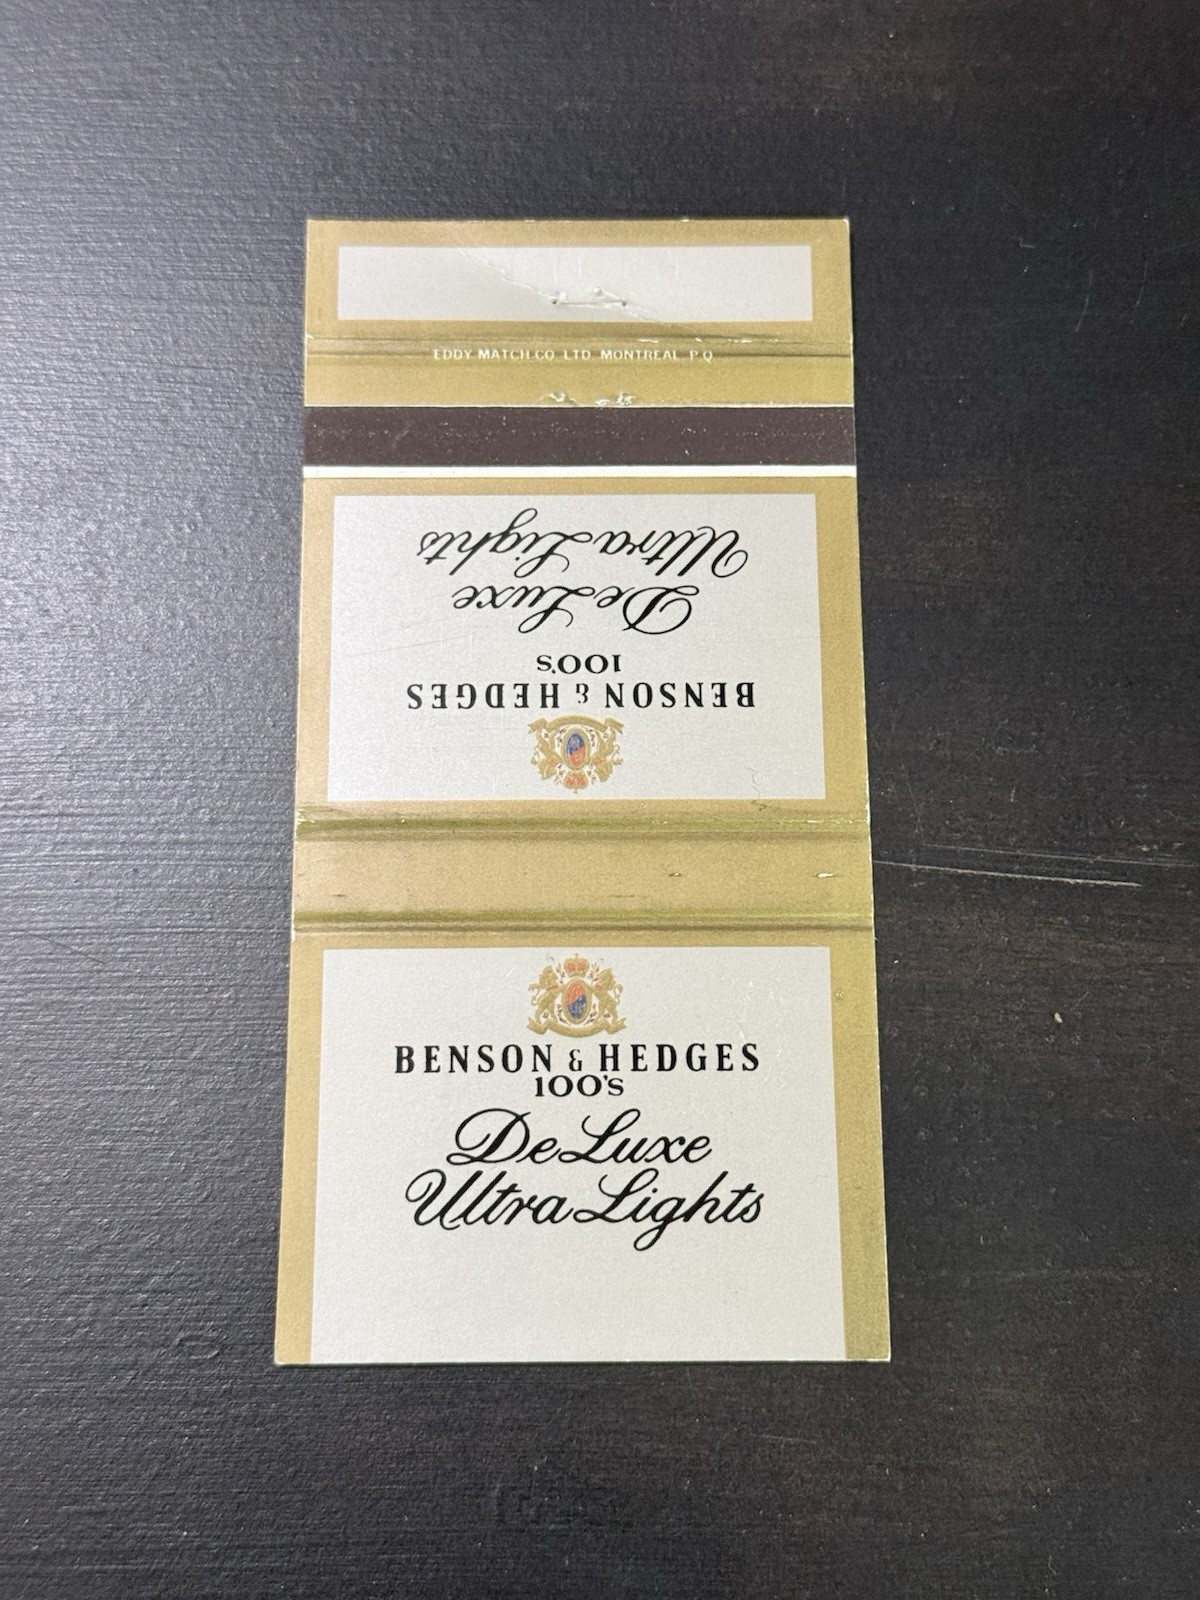 EDDY MATCH CO. LTD. MONTREAL P.Q.
BENSON & HEDGES
100's
De Luxe
Ultra Lights
BENSON & HEDGES
100's
De Luxe
Ultra Lights